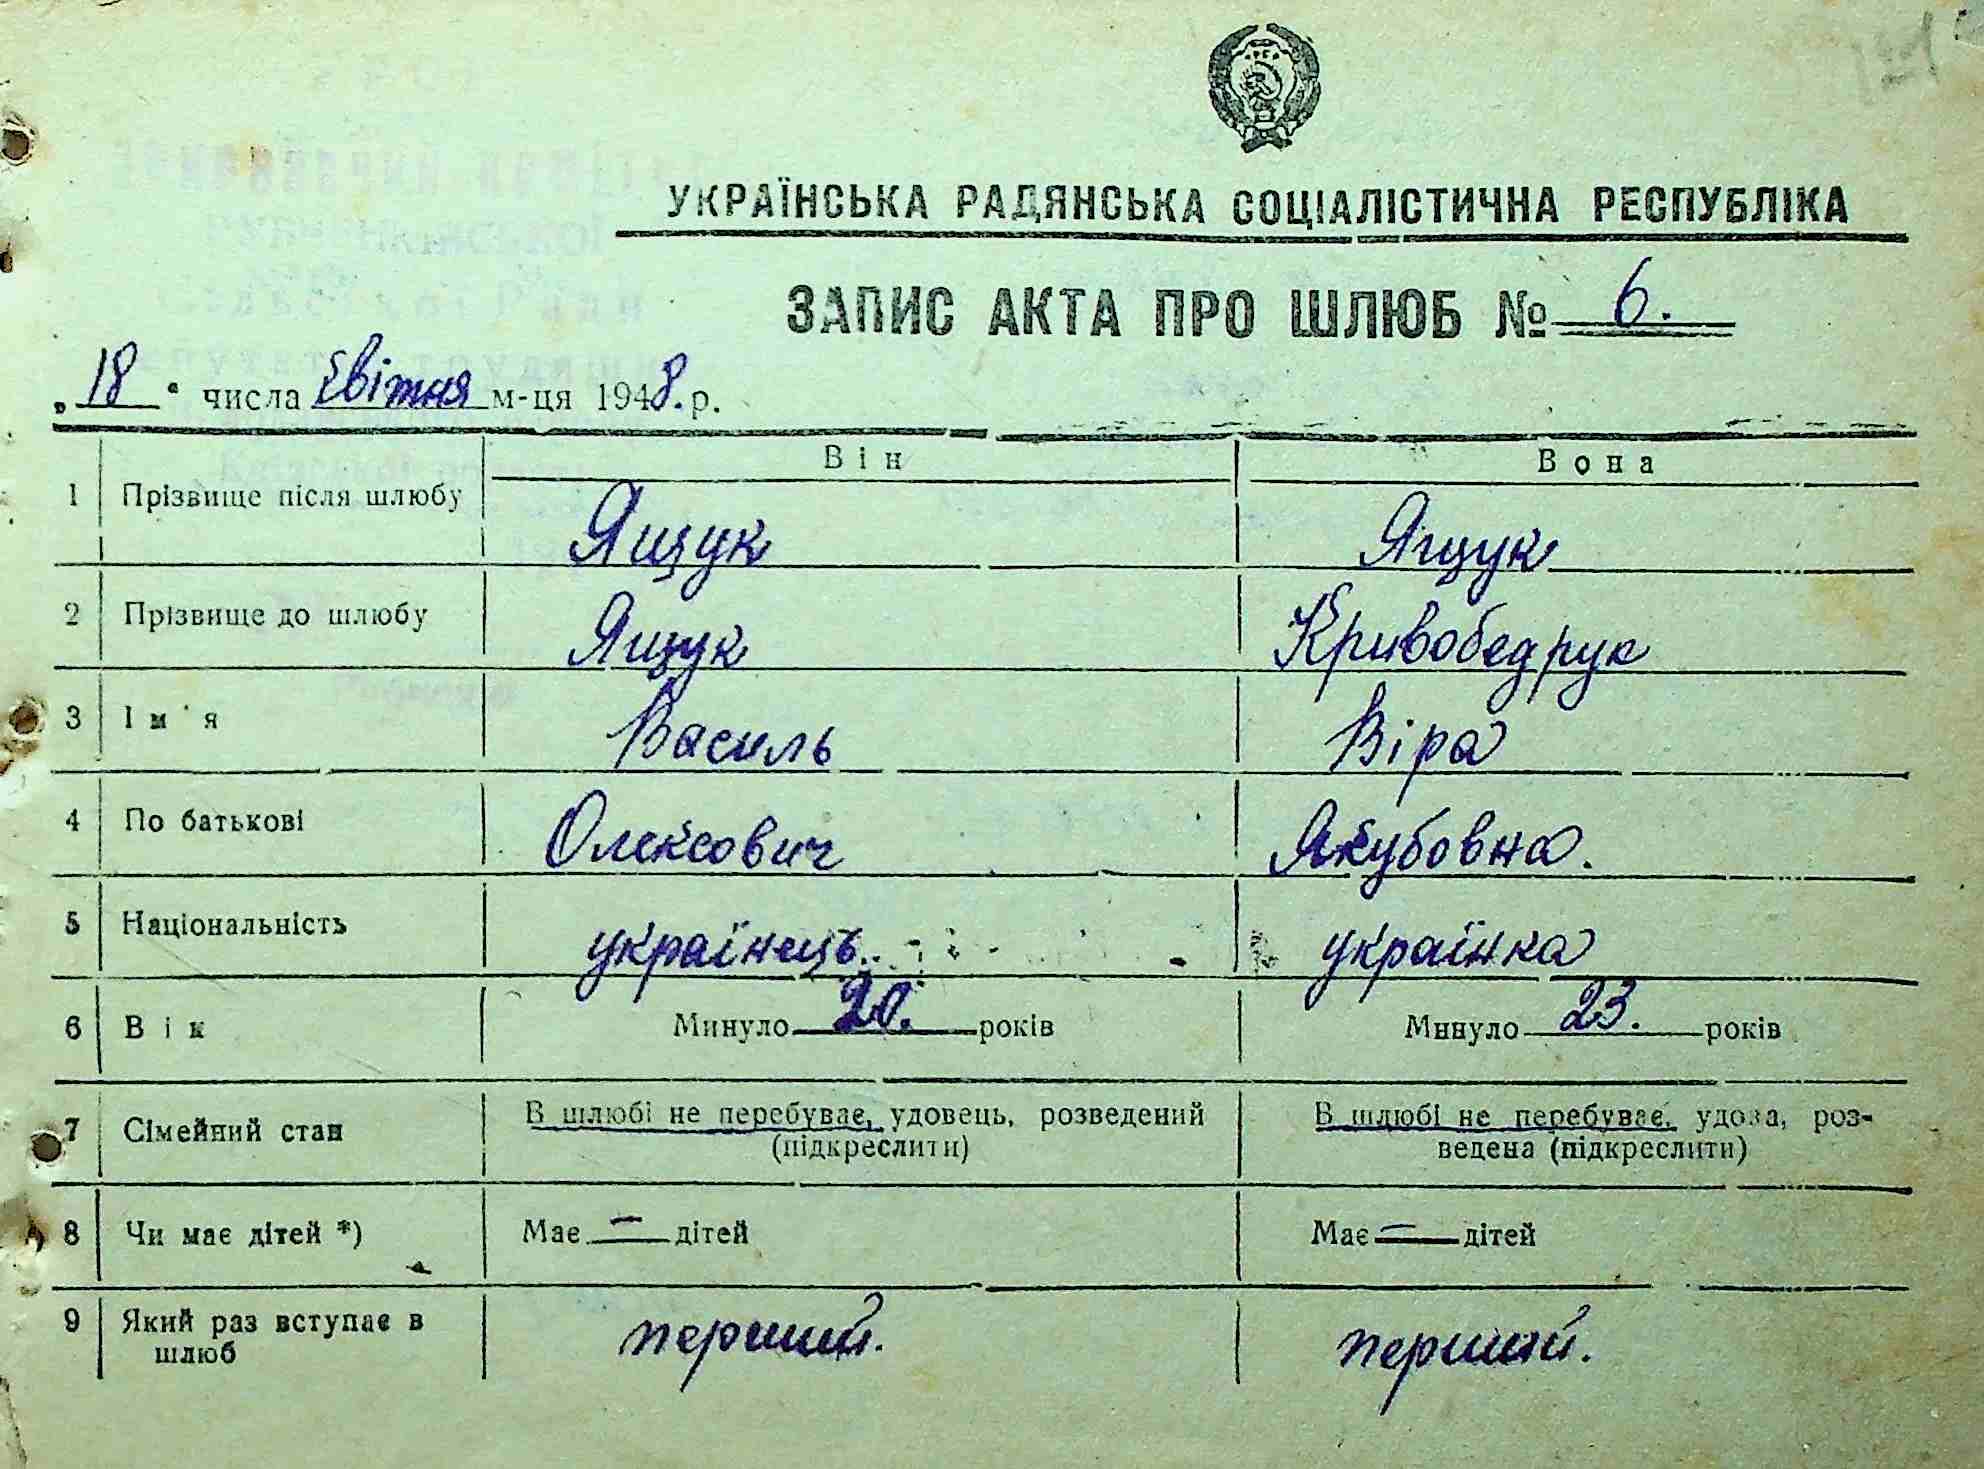 УКРАЇНСЬКА РАДЯНСЬКА СОЦІАЛІСТИЧНА РЕСПУБЛІКА
ЗАПИС АКТА ПРО ШЛЮБ № 6.
„18“ числа квітня м-ця 1948. р.
Він Вона
1 Прізвище після шлюбу Ящук Ящук
2 Прізвище до шлюбу Ящук Кривобедрук
3 Ім'я Василь Віра
4 По батькові Олексович Якубовна.
5 Національність українець. українка
6 Вік Минуло 20. років Минуло 23. років
7 Сімейний стан В шлюбі не перебуває, удовець, розведений (підкреслити) В шлюбі не перебуває, удова, роз-
ведена (підкреслити)
8 Чи має дітей *) Має — дітей Має — дітей
9 Який раз вступає в шлюб перший. перший.